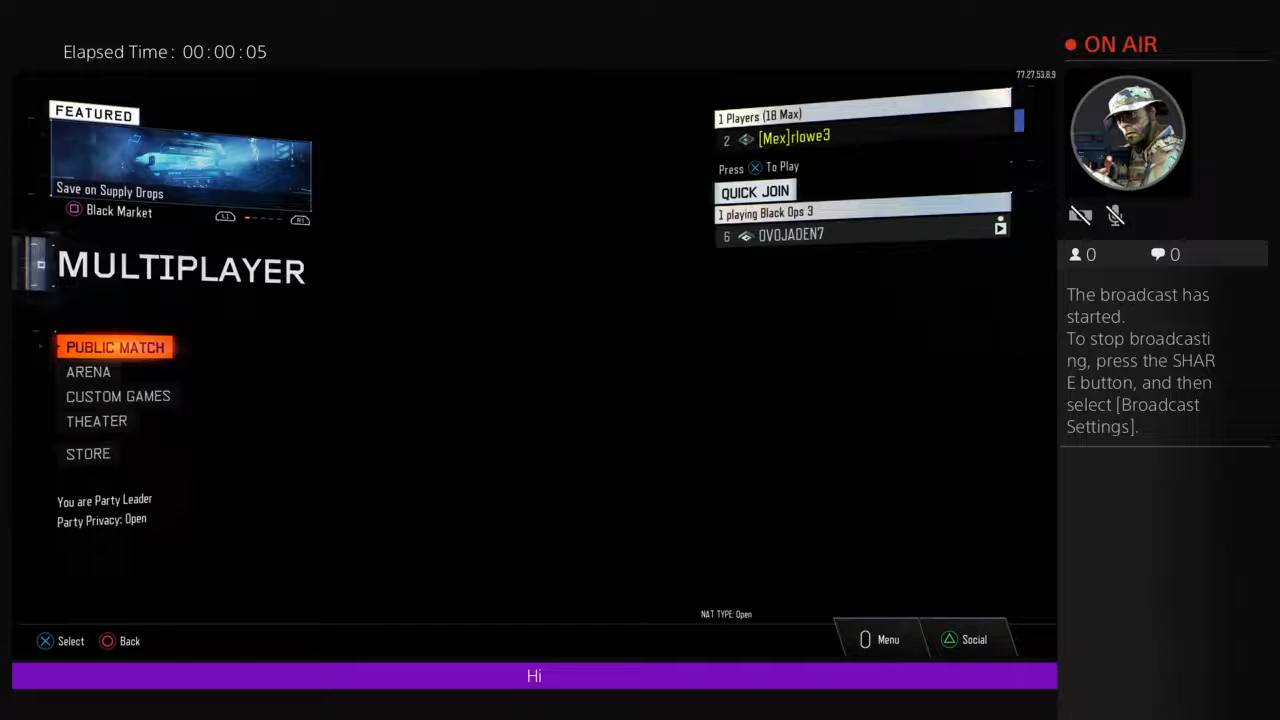 Elapsed Time: 00:00:05
ON AIR
77.27.53.8.9
FEATURED
Save on Supply Drops
Black Market
L1
R1
1 Players (18 Max)
2 [Mex]rlowe3
Press To Play
QUICK JOIN
1 playing Black Ops 3
6 OVOJADEN7
MULTIPLAYER
PUBLIC MATCH
ARENA
CUSTOM GAMES
THEATER
STORE
You are Party Leader
Party Privacy: Open
0 0
The broadcast has
started.
To stop broadcasti
ng, press the SHAR
E button, and then
select [Broadcast
Settings].
NAT TYPE: Open
Select Back
Menu
Social
Hi